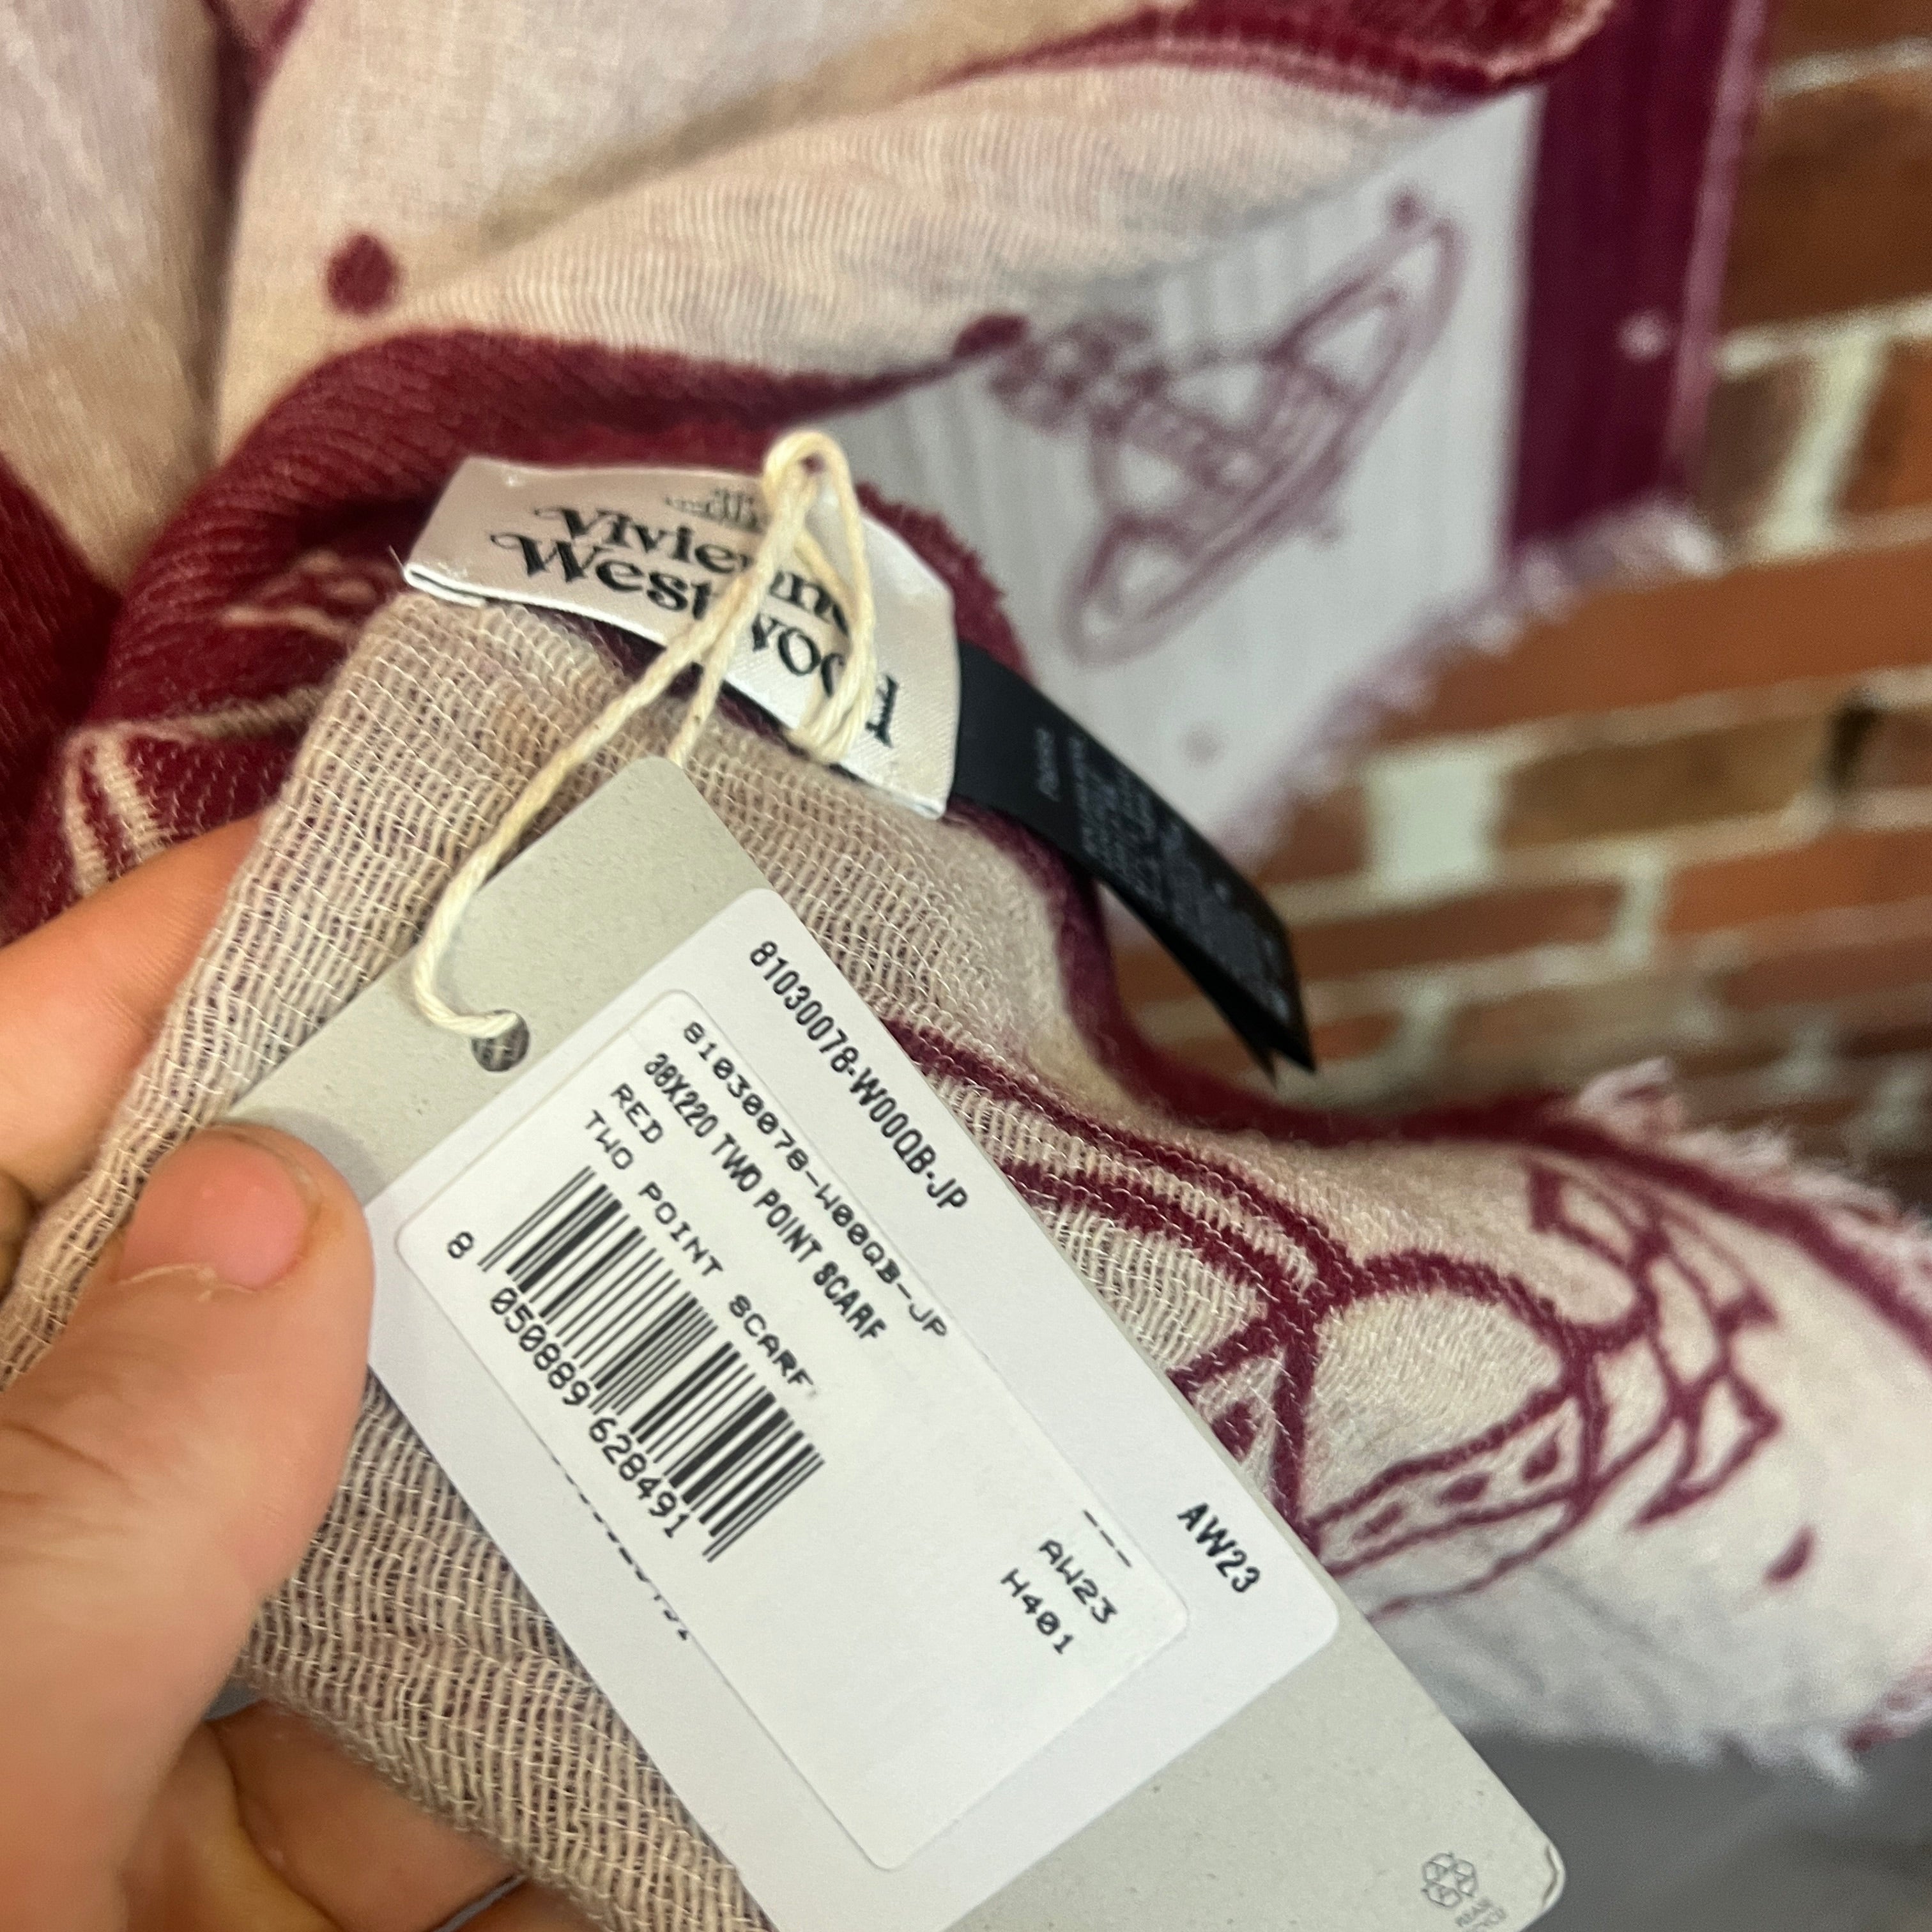 Vivienne
Westwood
81030078-W00QB-JP
81030078-W00QB-JP
38X220 TWO POINT SCARF
RED
TWO POINT SCARF
8 050889 628491
---
AW23
H401
AW23